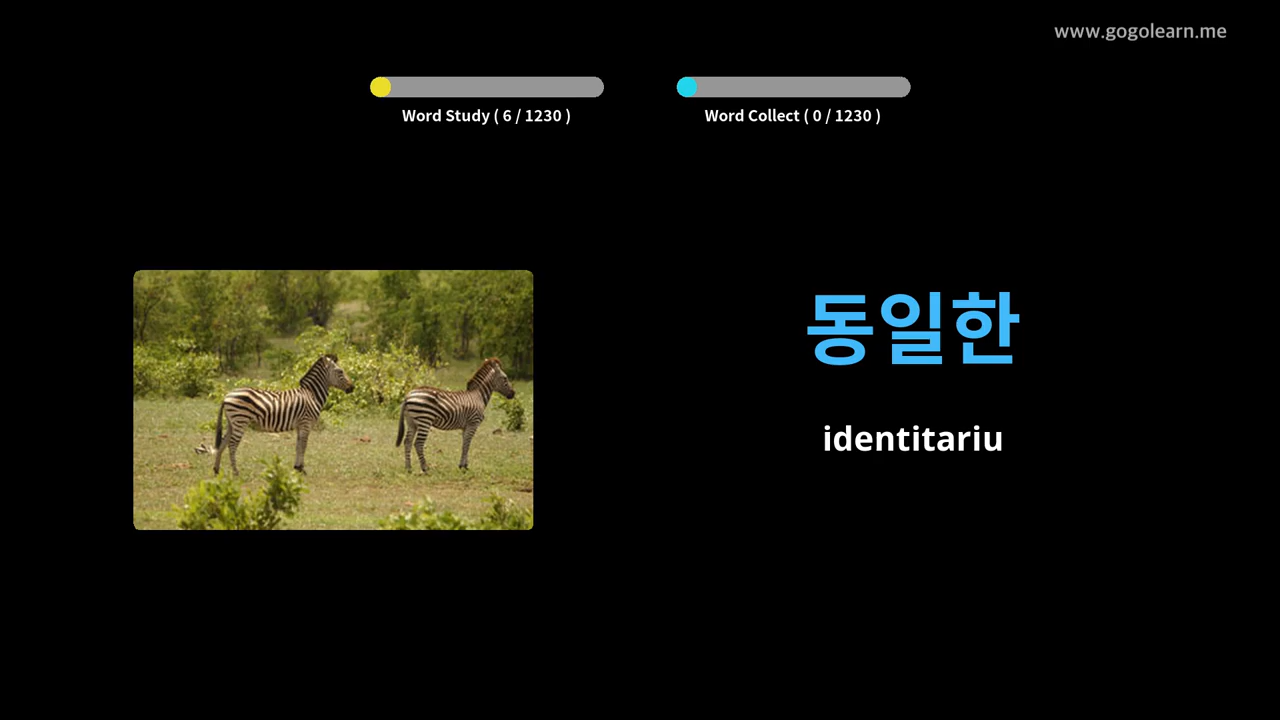 www.gogolearn.me
Word Study ( 6 / 1230 )
Word Collect ( 0 / 1230 )
동일한
identitariu